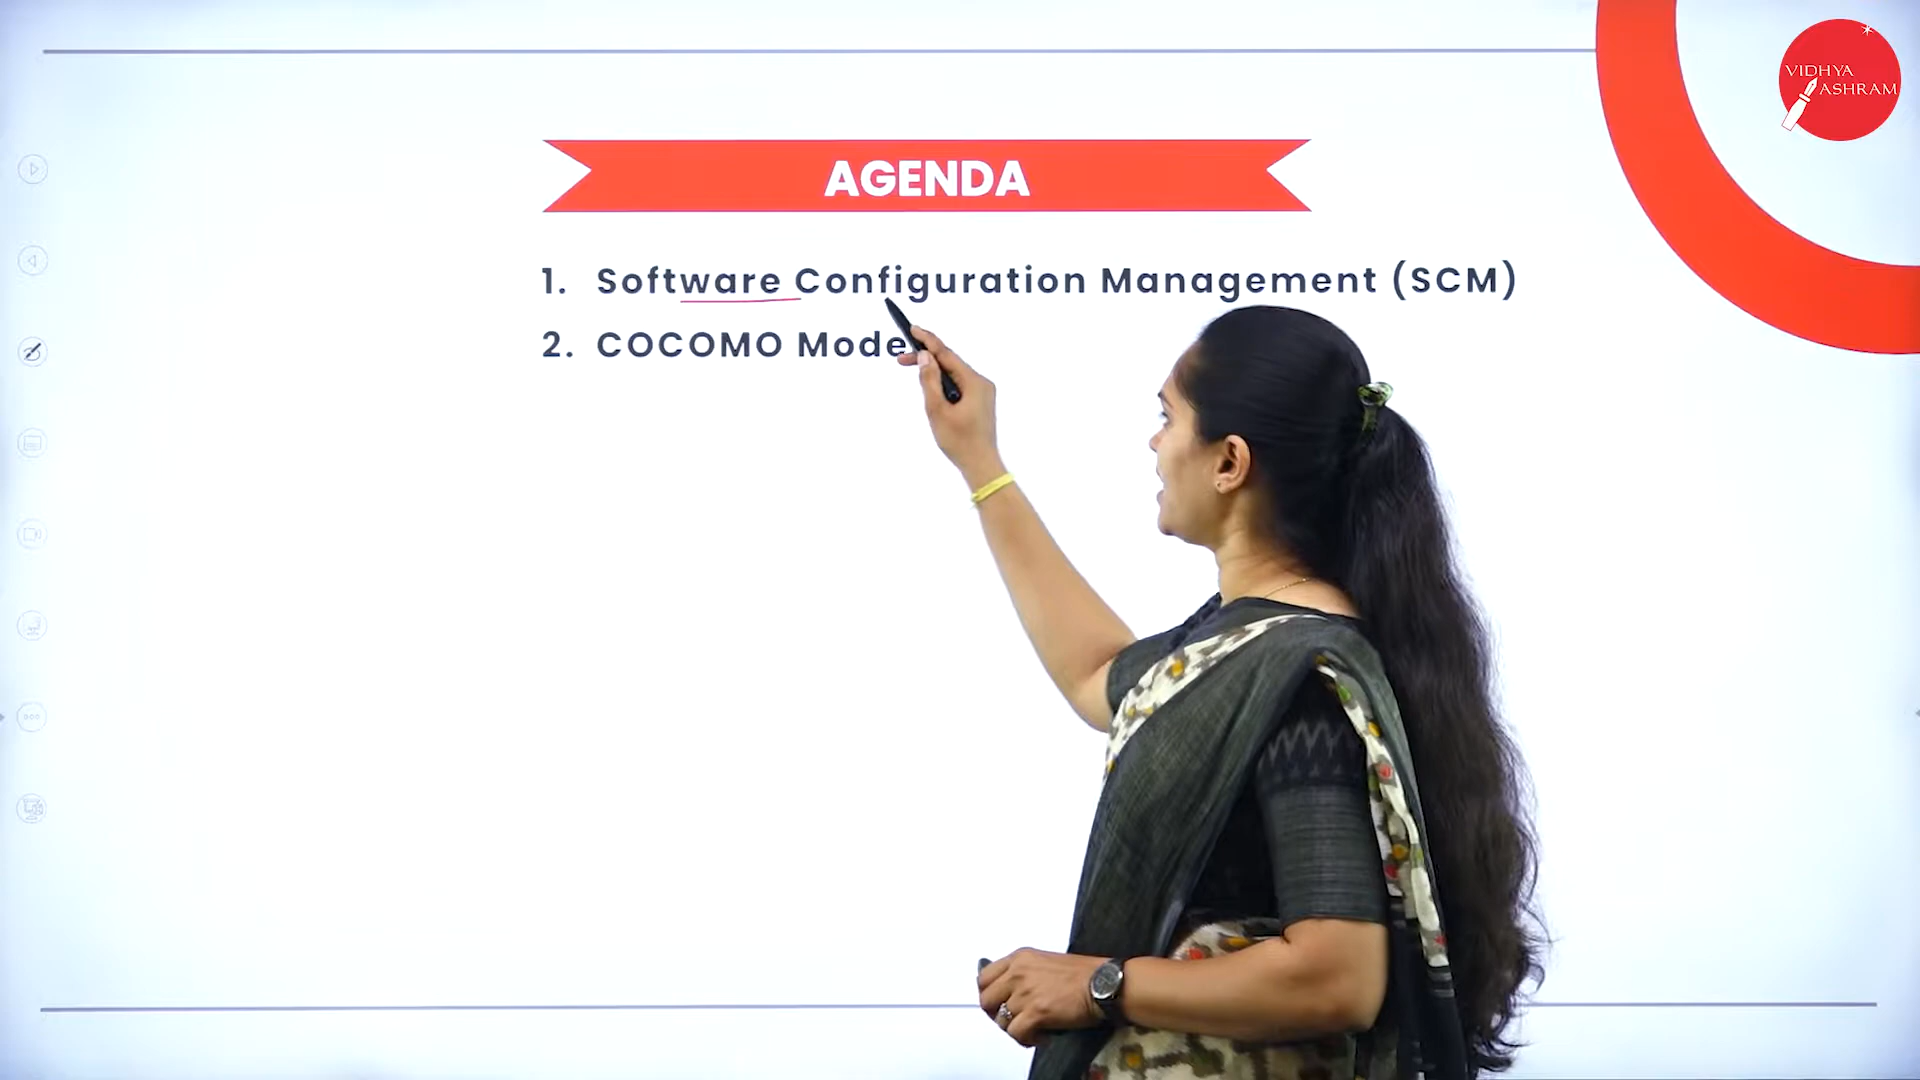 VIDHYA
ASHRAM
AGENDA
1. Software Configuration Management (SCM)
2. COCOMO Mode